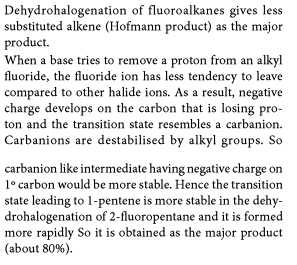 Dehydrohalogenation of fluoroalkanes gives less
substituted alkene (Hofmann product) as the major
product.
When a base tries to remove a proton from an alkyl
fluoride, the fluoride ion has less tendency to leave
compared to other halide ions. As a result, negative
charge develops on the carbon that is losing pro-
ton and the transition state resembles a carbanion.
Carbanions are destabilised by alkyl groups. So
carbanion like intermediate having negative charge on
1° carbon would be more stable. Hence the transition
state leading to 1-pentene is more stable in the dehy-
drohalogenation of 2-fluoropentane and it is formed
more rapidly So it is obtained as the major product
(about 80%).